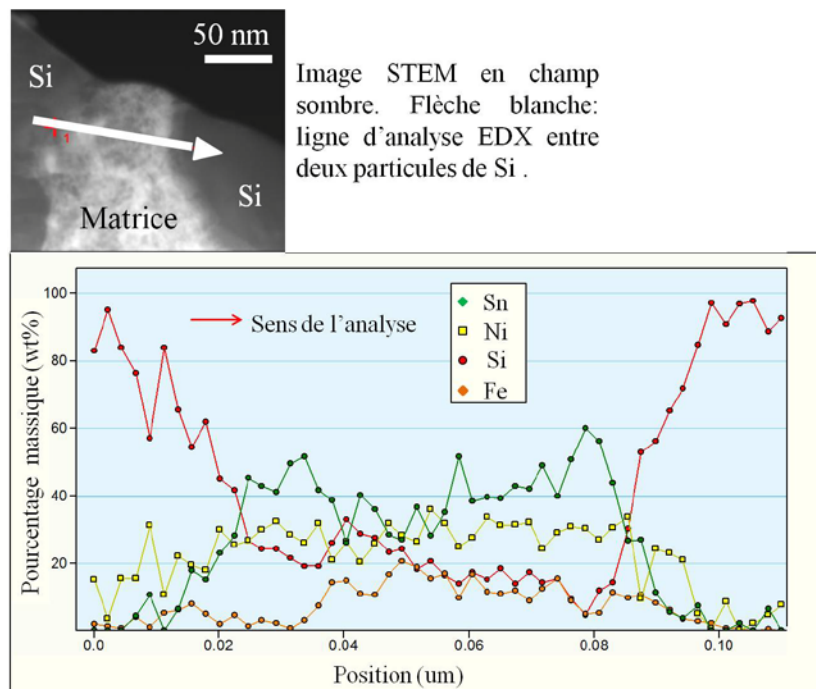 50 nm
Si
1
Si
Matrice
Image STEM en champ
sombre. Flèche blanche:
ligne d'analyse EDX entre
deux particules de Si .
100
80
60
40
20
Pourcentage massique (wt%)
Sens de l'analyse
Sn
Ni
Si
Fe
0.0
0.02
0.04
0.06
0.08
0.10
Position (um)